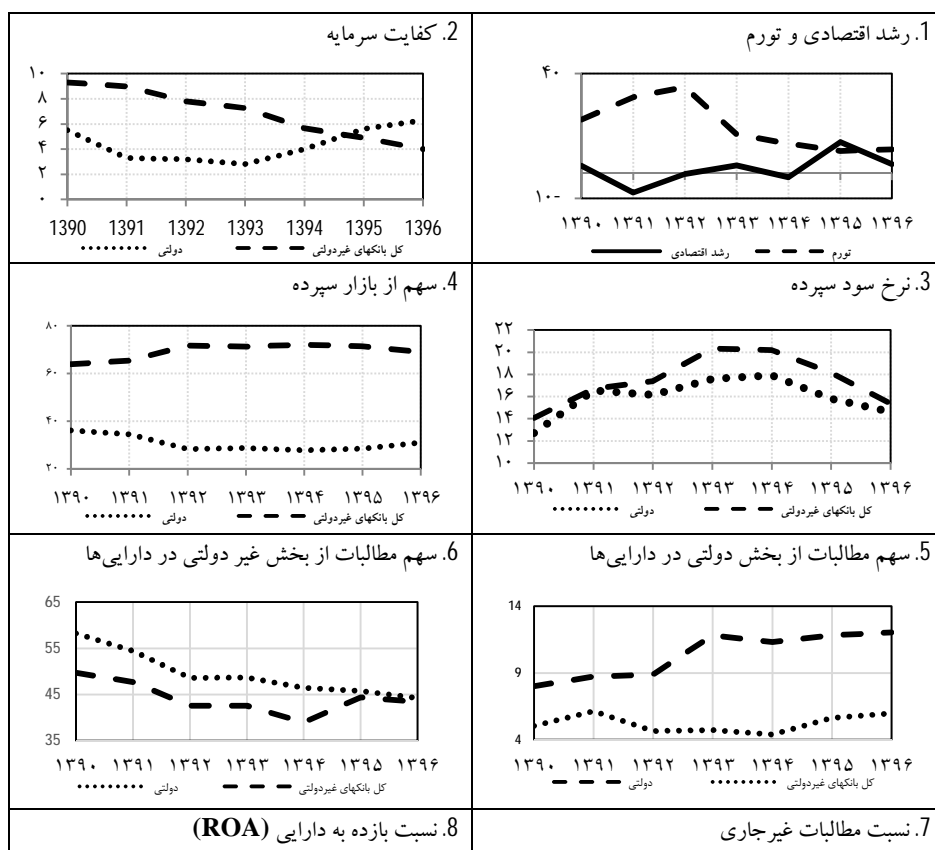 1. رشد اقتصادی و تورم
۴۰
۱۰-
۱۳۹۰ ۱۳۹۱ ۱۳۹۲ ۱۳۹۳ ۱۳۹۴ ۱۳۹۵ ۱۳۹۶
رشد اقتصادی تورم
2. کفایت سرمایه
۱۰
۸
۶
۴
۲
۰
1390 1391 1392 1393 1394 1395 1396
دولتی کل بانکهای غیردولتی
3. نرخ سود سپرده
۲۲
۲۰
۱۸
۱۶
۱۴
۱۲
۱۰
۱۳۹۰ ۱۳۹۱ ۱۳۹۲ ۱۳۹۳ ۱۳۹۴ ۱۳۹۵ ۱۳۹۶
دولتی کل بانکهای غیردولتی
4. سهم از بازار سپرده
۸۰
۶۰
۴۰
۲۰
۱۳۹۰ ۱۳۹۱ ۱۳۹۲ ۱۳۹۳ ۱۳۹۴ ۱۳۹۵ ۱۳۹۶
دولتی کل بانکهای غیردولتی
5. سهم مطالبات از بخش دولتی در دارایی‌ها
14
9
4
۱۳۹۰ ۱۳۹۱ ۱۳۹۲ ۱۳۹۳ ۱۳۹۴ ۱۳۹۵ ۱۳۹۶
دولتی کل بانکهای غیردولتی
6. سهم مطالبات از بخش غیر دولتی در دارایی‌ها
65
55
45
35
۱۳۹۰ ۱۳۹۱ ۱۳۹۲ ۱۳۹۳ ۱۳۹۴ ۱۳۹۵ ۱۳۹۶
دولتی کل بانکهای غیردولتی
7. نسبت مطالبات غیرجاری
8. نسبت بازده به دارایی (ROA)